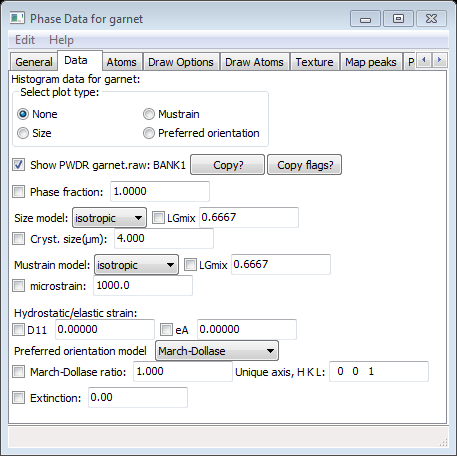 Phase Data for garnet
Edit Help
General Data Atoms Draw Options Draw Atoms Texture Map peaks P
Histogram data for garnet:
Select plot type:
None Mustrain
Size Preferred orientation
Show PWDR garnet.raw: BANK1 Copy? Copy flags?
Phase fraction: 1.0000
Size model: isotropic LGmix 0.6667
Cryst. size(μm): 4.000
Mustrain model: isotropic LGmix 0.6667
microstrain: 1000.0
Hydrostatic/elastic strain:
D11 0.00000 eA 0.00000
Preferred orientation model March-Dollase
March-Dollase ratio: 1.000 Unique axis, H K L: 0 0 1
Extinction: 0.00